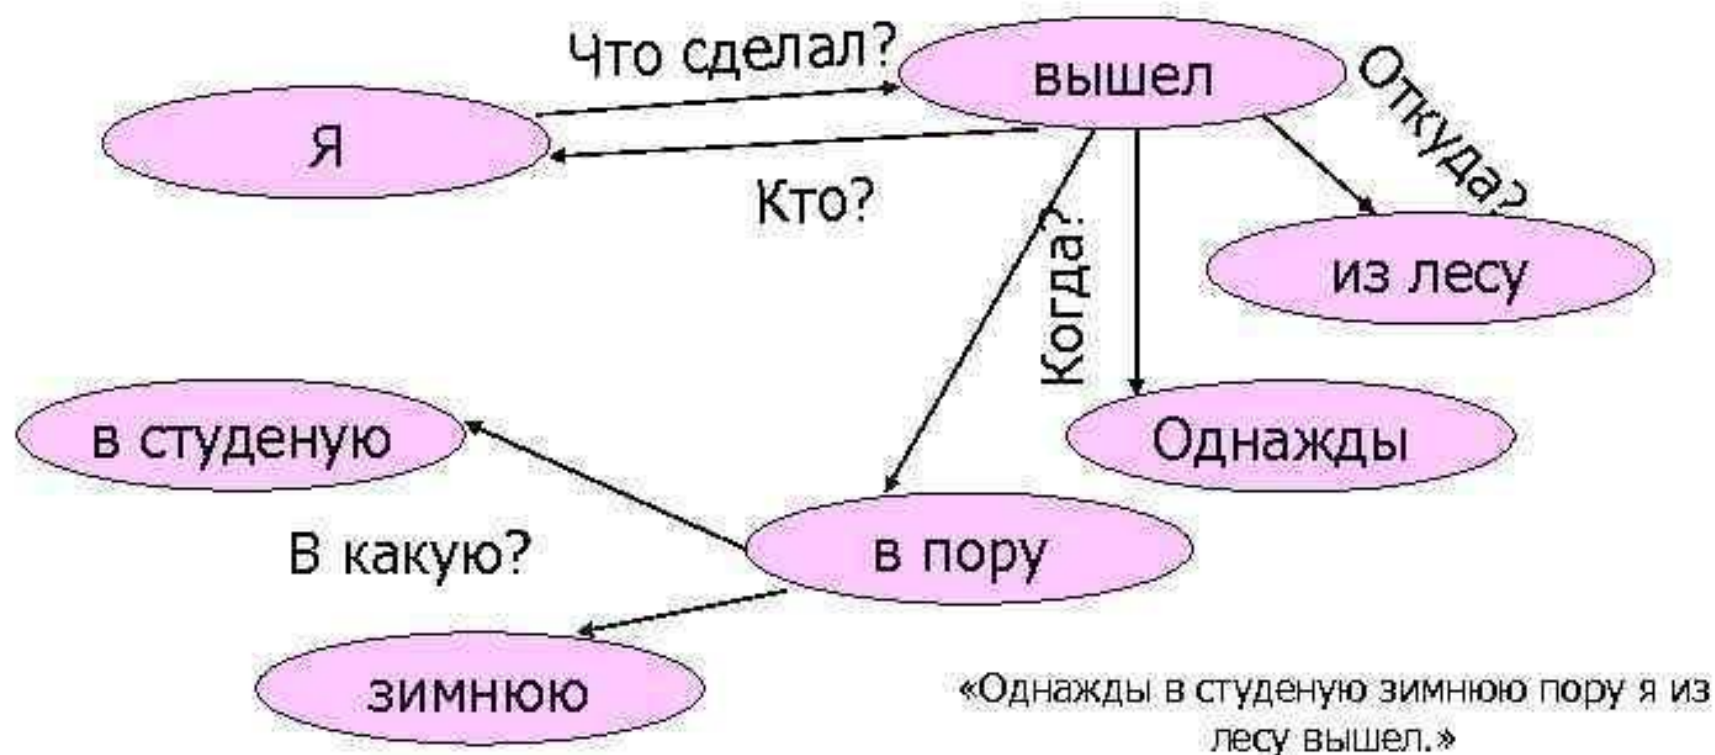 Что сделал?
вышел
Откуда?
Я
Кто?
Когда?
из лесу
в студеную
Однажды
В какую?
в пору
зимнюю
«Однажды в студеную зимнюю пору я из
лесу вышел.»